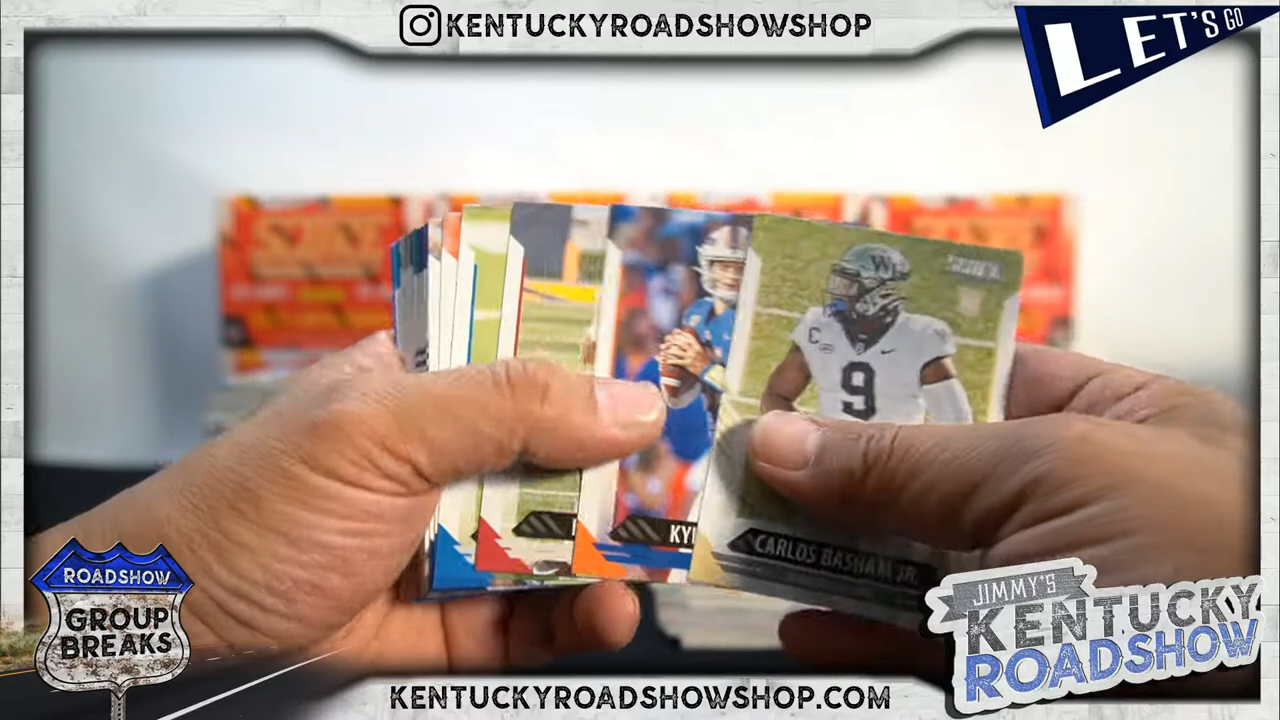 KENTUCKYROADSHOWSHOP
LET'S GO
W
C
9
KY
CARLOS BASHAM JR.
ROADSHOW
GROUP
BREAKS
JIMMY'S
KENTUCKY
ROADSHOW
KENTUCKYROADSHOWSHOP.COM